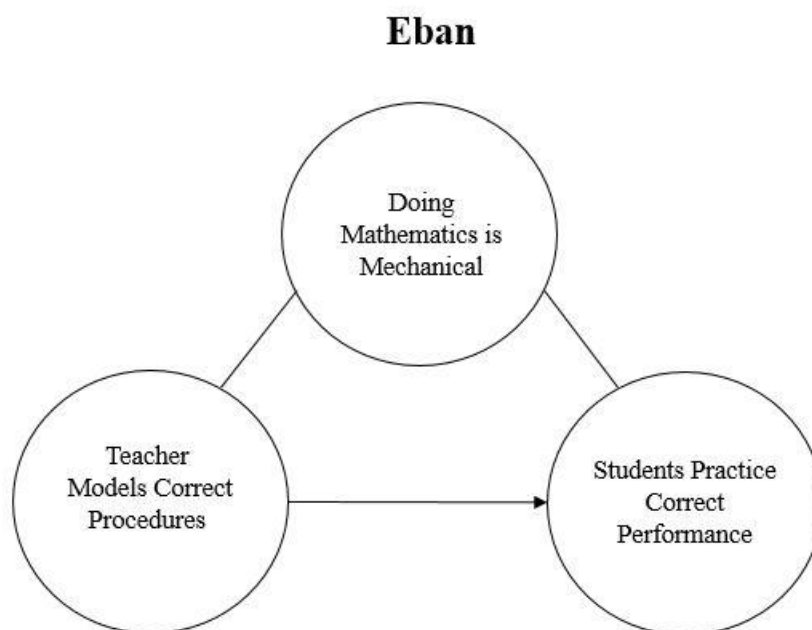 Eban
Doing
Mathematics is
Mechanical
Teacher
Models Correct
Procedures
Students Practice
Correct
Performance